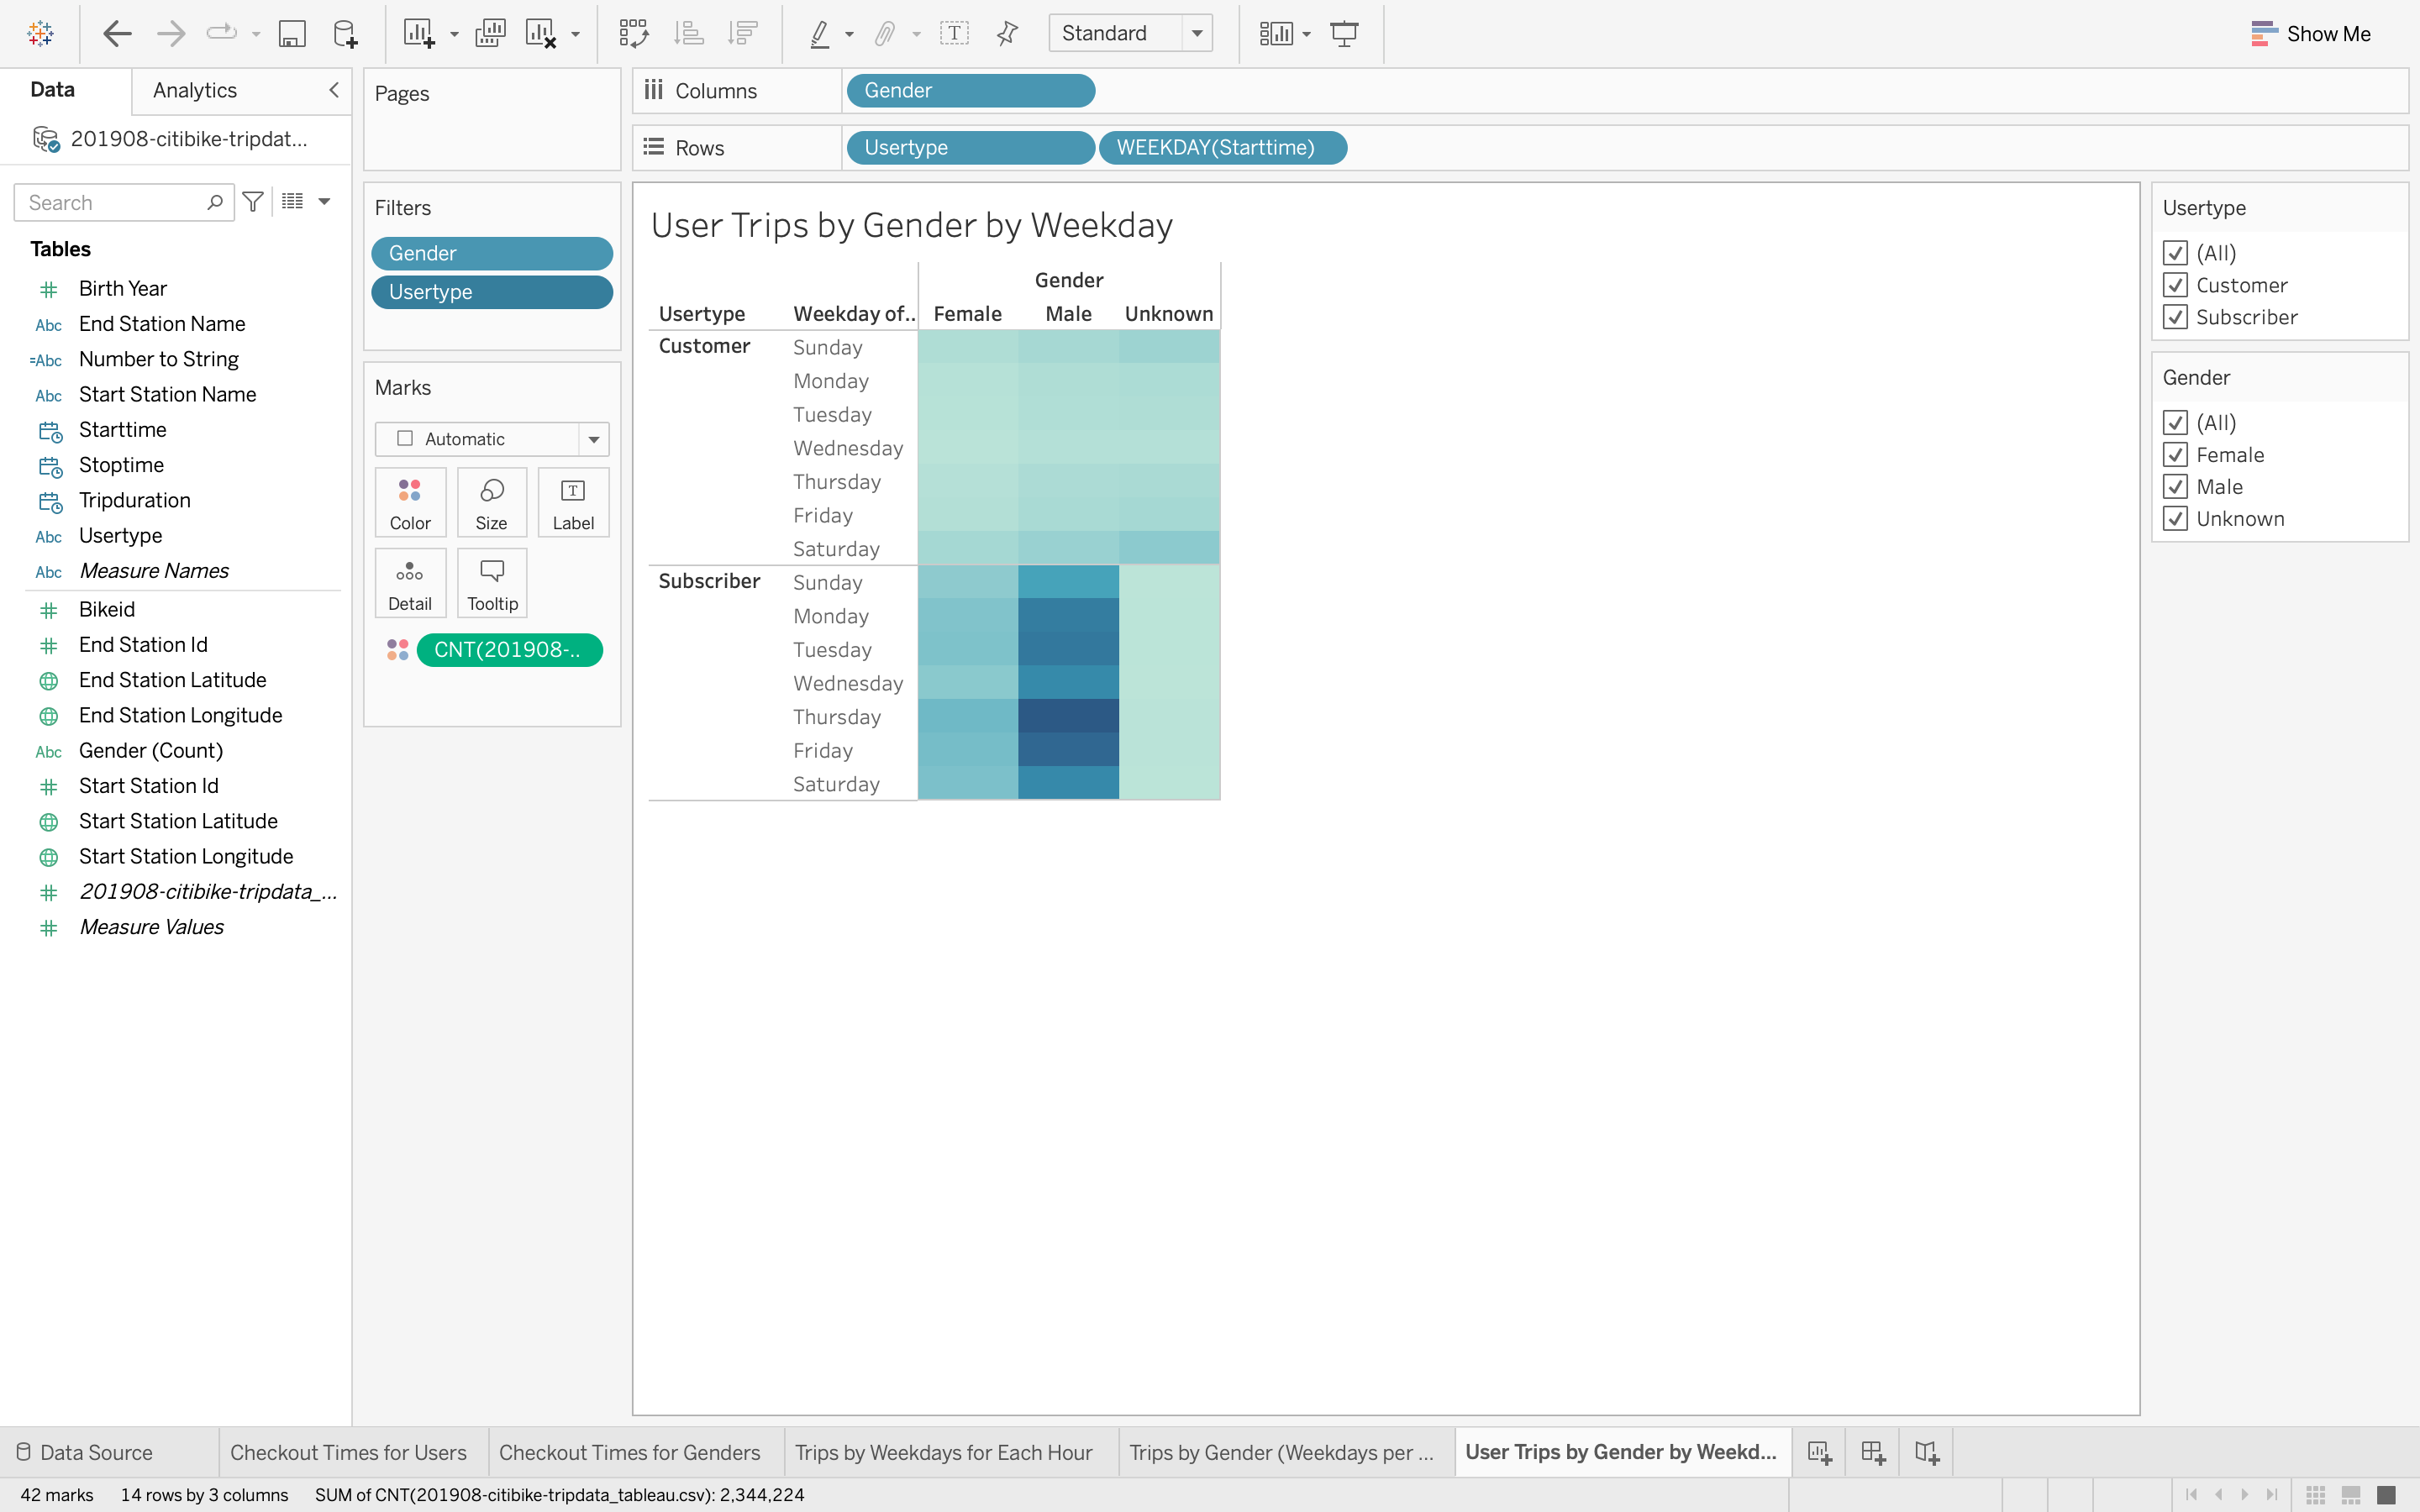 Standard
Show Me
Data
Analytics
201908-citibike-tripdat...
Search
Tables
# Birth Year
Abc End Station Name
=Abc Number to String
Abc Start Station Name
Starttime
Stoptime
Tripduration
Abc Usertype
Abc Measure Names
# Bikeid
# End Station Id
End Station Latitude
End Station Longitude
Abc Gender (Count)
# Start Station Id
Start Station Latitude
Start Station Longitude
# 201908-citibike-tripdata_...
# Measure Values
Pages
Filters
Gender
Usertype
Marks
Automatic
Color Size Label
Detail Tooltip
CNT(201908-..
Columns Gender
Rows Usertype WEEKDAY(Starttime)
User Trips by Gender by Weekday
Gender
Usertype Weekday of.. Female Male Unknown
Customer Sunday
Monday
Tuesday
Wednesday
Thursday
Friday
Saturday
Subscriber Sunday
Monday
Tuesday
Wednesday
Thursday
Friday
Saturday
Usertype
(All)
Customer
Subscriber
Gender
(All)
Female
Male
Unknown
Data Source Checkout Times for Users Checkout Times for Genders Trips by Weekdays for Each Hour Trips by Gender (Weekdays per ... User Trips by Gender by Weekd...
42 marks 14 rows by 3 columns SUM of CNT(201908-citibike-tripdata_tableau.csv): 2,344,224